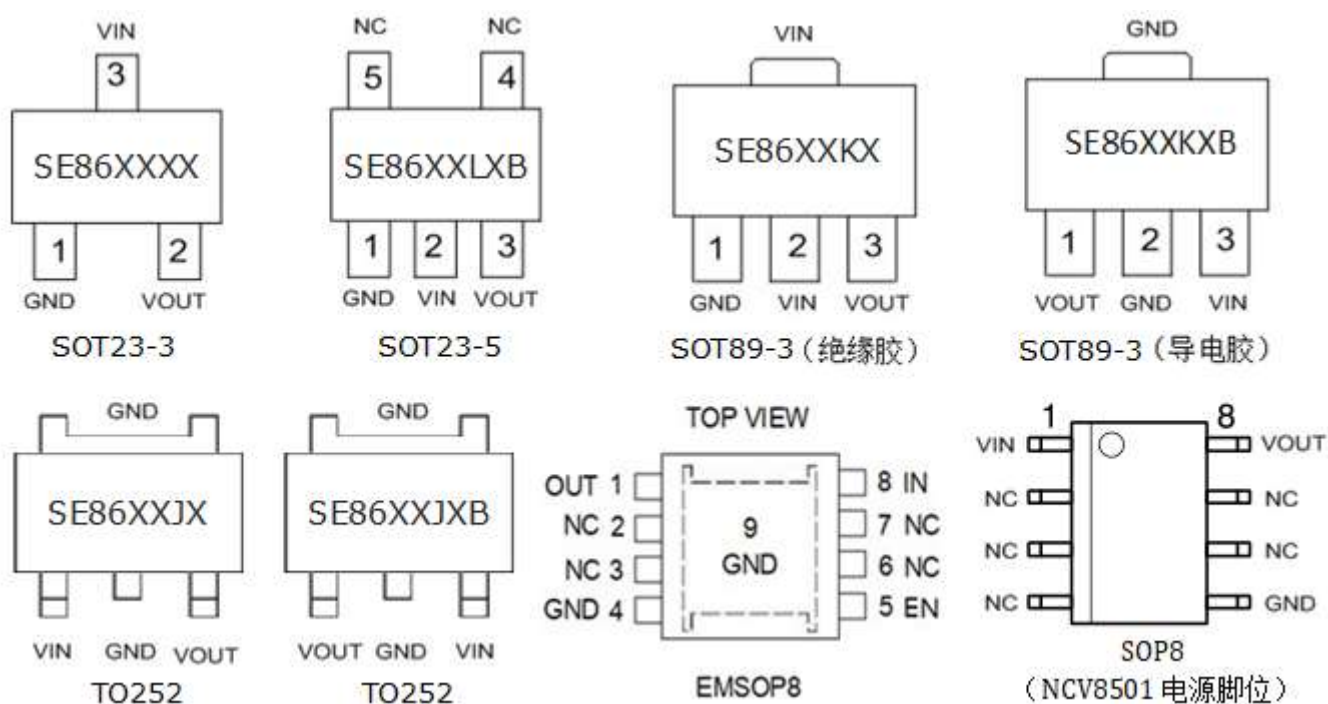 VIN
3
SE86XXXX
1 2
GND VOUT
SOT23-3
NC NC
5 4
SE86XXLXB
1 2 3
GND VIN VOUT
SOT23-5
VIN
SE86XXKX
1 2 3
GND VIN VOUT
SOT89-3（绝缘胶）
GND
SE86XXKXB
1 2 3
VOUT GND VIN
SOT89-3（导电胶）
GND
SE86XXJX
VIN GND VOUT
TO252
GND
SE86XXJXB
VOUT GND VIN
TO252
TOP VIEW
OUT 1 8 IN
NC 2 9 7 NC
GND
NC 3 6 NC
GND 4 5 EN
EMSOP8
1 8
VIN VOUT
NC NC
NC NC
NC GND
SOP8
（NCV8501 电源脚位）